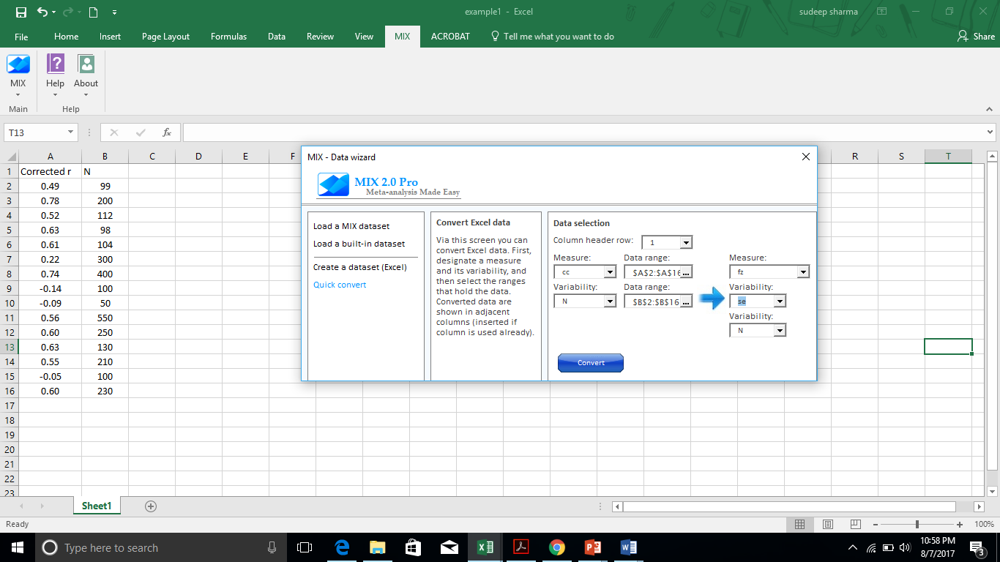 example1 - Excel
sudeep sharma
File Home Insert Page Layout Formulas Data Review View MIX ACROBAT Tell me what you want to do Share
MIX Help About
Main Help
T13 fx
A B C D E F R S T
1 Corrected r N
2 0.49 99
3 0.78 200
4 0.52 112
5 0.63 98
6 0.61 104
7 0.22 300
8 0.74 400
9 -0.14 100
10 -0.09 50
11 0.56 550
12 0.60 250
13 0.63 130
14 0.55 210
15 -0.05 100
16 0.60 230
17
18
19
20
21
22
23
MIX - Data wizard
MIX 2.0 Pro
Meta-analysis Made Easy
Load a MIX dataset
Load a built-in dataset
Create a dataset (Excel)
Quick convert
Convert Excel data
Via this screen you can
convert Excel data. First,
designate a measure
and its variability, and
then select the ranges
that hold the data.
Converted data are
shown in adjacent
columns (inserted if
column is used already).
Data selection
Column header row: 1
Measure: Data range: Measure:
cc $A$2:$A$16 ... fz
Variability: Data range: Variability:
N $B$2:$B$16 ... se
Variability:
N
Convert
Sheet1
Ready
100%
Type here to search
10:58 PM
8/7/2017
3